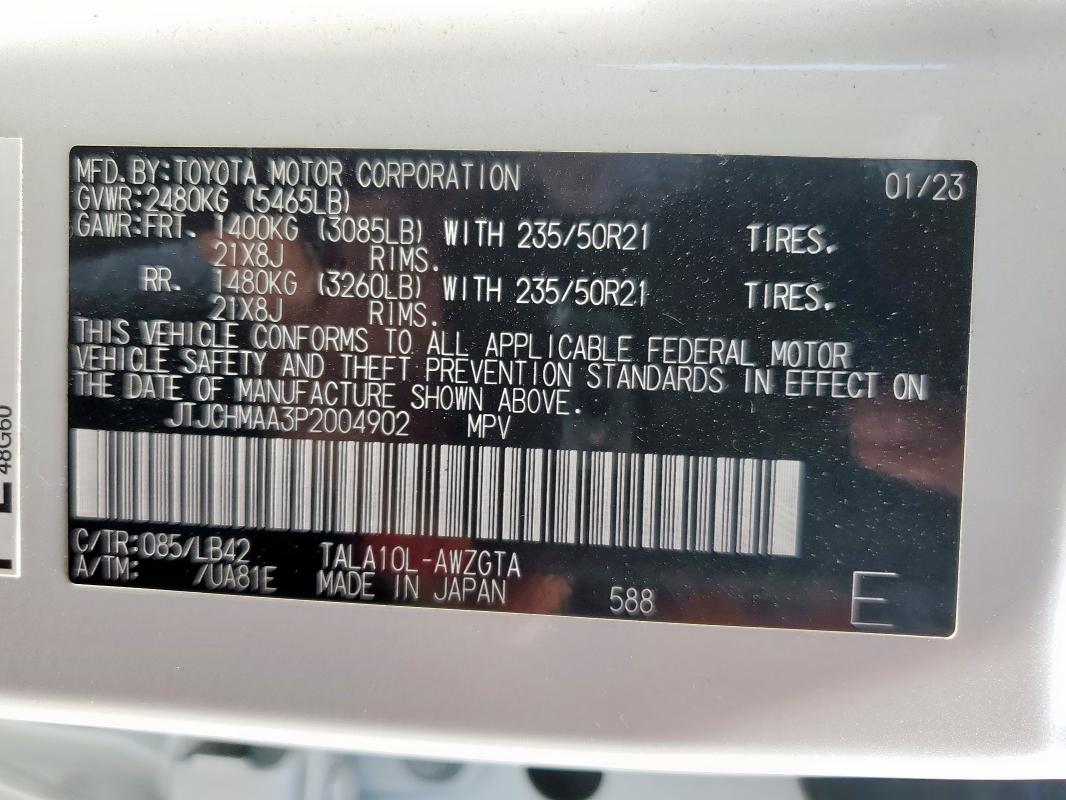 MFD. BY: TOYOTA MOTOR CORPORATION 01/23
GVWR: 2480KG (5465LB)
GAWR: FRT. 1400KG (3085LB) WITH 235/50R21 TIRES.
21X8J RIMS.
RR. 1480KG (3260LB) WITH 235/50R21 TIRES.
21X8J RIMS.
THIS VEHICLE CONFORMS TO ALL APPLICABLE FEDERAL MOTOR
VEHICLE SAFETY AND THEFT PREVENTION STANDARDS IN EFFECT ON
THE DATE OF MANUFACTURE SHOWN ABOVE.
JTJCHMAA3P2004902 MPV
C/TR: 085/LB42 TALA10L-AWZGTA
A/TM: /UA81E MADE IN JAPAN 588 E
48G60